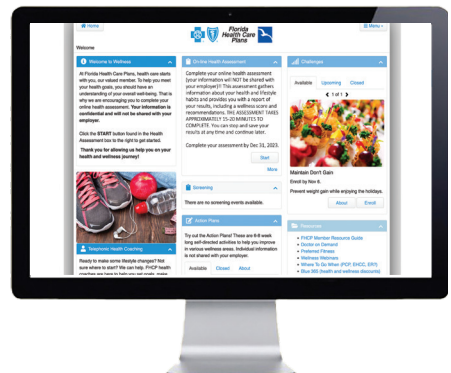 Home
Florida
Health Care
Plans
Menu
Welcome
Welcome to Wellness
At Florida Health Care Plans, health care starts
with you, our valued member. To help you meet
your health goals, you should have an
understanding of your overall well-being. That is
why we are encouraging you to complete your
online health assessment. Your information is
confidential and will not be shared with your
employer.
Click the START button found in the Health
Assessment box to the right to get started.
Thank you for allowing us help you on your
health and wellness journey!
Telephonic Health Coaching
Ready to make some lifestyle changes? Not
sure where to start? We can help. FHCP health
coaches are here to help you set goals, make
On-line Health Assessment
Complete your online health assessment
(your information will NOT be shared with
your employer)!! This assessment gathers
information about your health and lifestyle
habits and provides you with a report of
your results, including a wellness score and
recommendations. THE ASSESSMENT TAKES
APPROXIMATELY 15-20 MINUTES TO
COMPLETE. You can stop and save your
results at any time and continue later.
Complete your assessment by Dec 31, 2023.
Start
More
Screening
There are no screening events available.
Action Plans
Try out the Action Plans! These are 6-8 week
long self-directed activities to help you improve
in various wellness areas. Individual information
is not shared with your employer.
Available Closed About
Challenges
Available Upcoming Closed
1 of 1
Maintain Don't Gain
Enroll by Nov 6.
Prevent weight gain while enjoying the holidays.
About Enroll
Resources
• FHCP Member Resource Guide
• Doctor on Demand
• Preferred Fitness
• Wellness Webinars
• Where To Go When (PCP, EHCC, ER?)
• Blue 365 (health and wellness discounts)